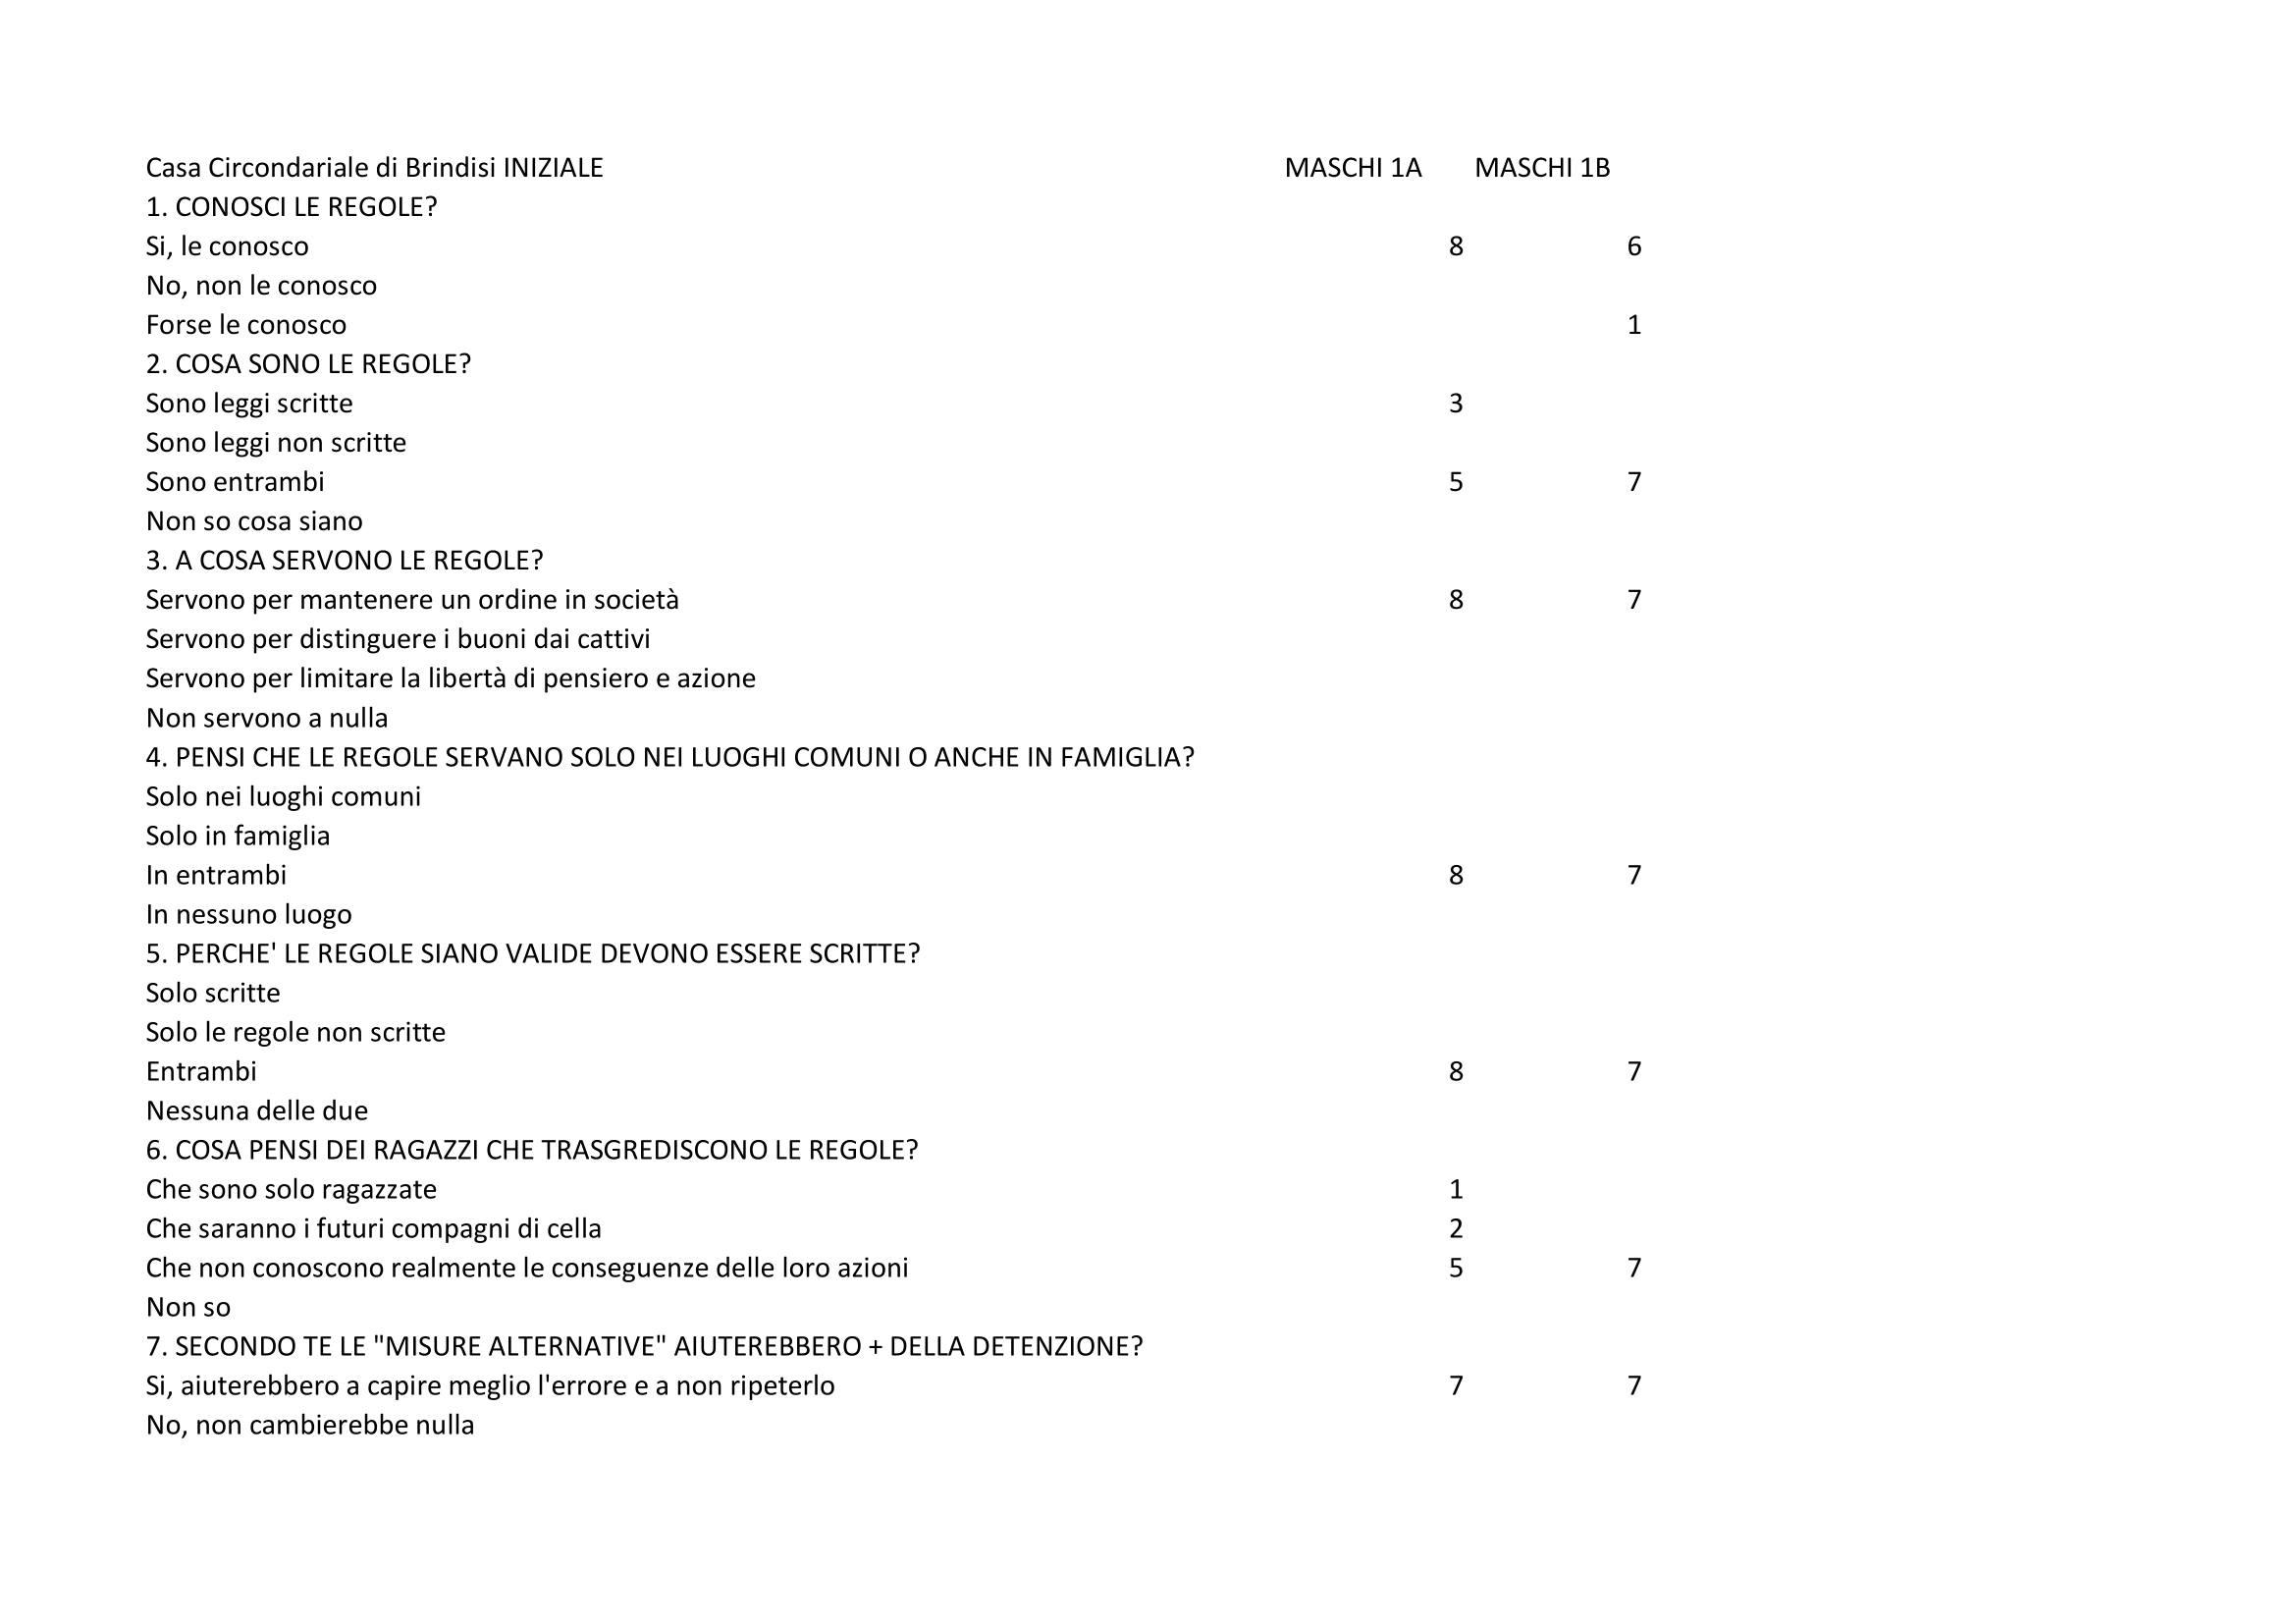 Casa Circondariale di Brindisi INIZIALE MASCHI 1A MASCHI 1B
1. CONOSCI LE REGOLE?
Si, le conosco 8 6
No, non le conosco
Forse le conosco 1
2. COSA SONO LE REGOLE?
Sono leggi scritte 3
Sono leggi non scritte
Sono entrambi 5 7
Non so cosa siano
3. A COSA SERVONO LE REGOLE?
Servono per mantenere un ordine in società 8 7
Servono per distinguere i buoni dai cattivi
Servono per limitare la libertà di pensiero e azione
Non servono a nulla
4. PENSI CHE LE REGOLE SERVANO SOLO NEI LUOGHI COMUNI O ANCHE IN FAMIGLIA?
Solo nei luoghi comuni
Solo in famiglia
In entrambi 8 7
In nessuno luogo
5. PERCHE' LE REGOLE SIANO VALIDE DEVONO ESSERE SCRITTE?
Solo scritte
Solo le regole non scritte
Entrambi 8 7
Nessuna delle due
6. COSA PENSI DEI RAGAZZI CHE TRASGREDISCONO LE REGOLE?
Che sono solo ragazzate 1
Che saranno i futuri compagni di cella 2
Che non conoscono realmente le conseguenze delle loro azioni 5 7
Non so
7. SECONDO TE LE "MISURE ALTERNATIVE" AIUTEREBBERO + DELLA DETENZIONE?
Si, aiuterebbero a capire meglio l'errore e a non ripeterlo 7 7
No, non cambierebbe nulla